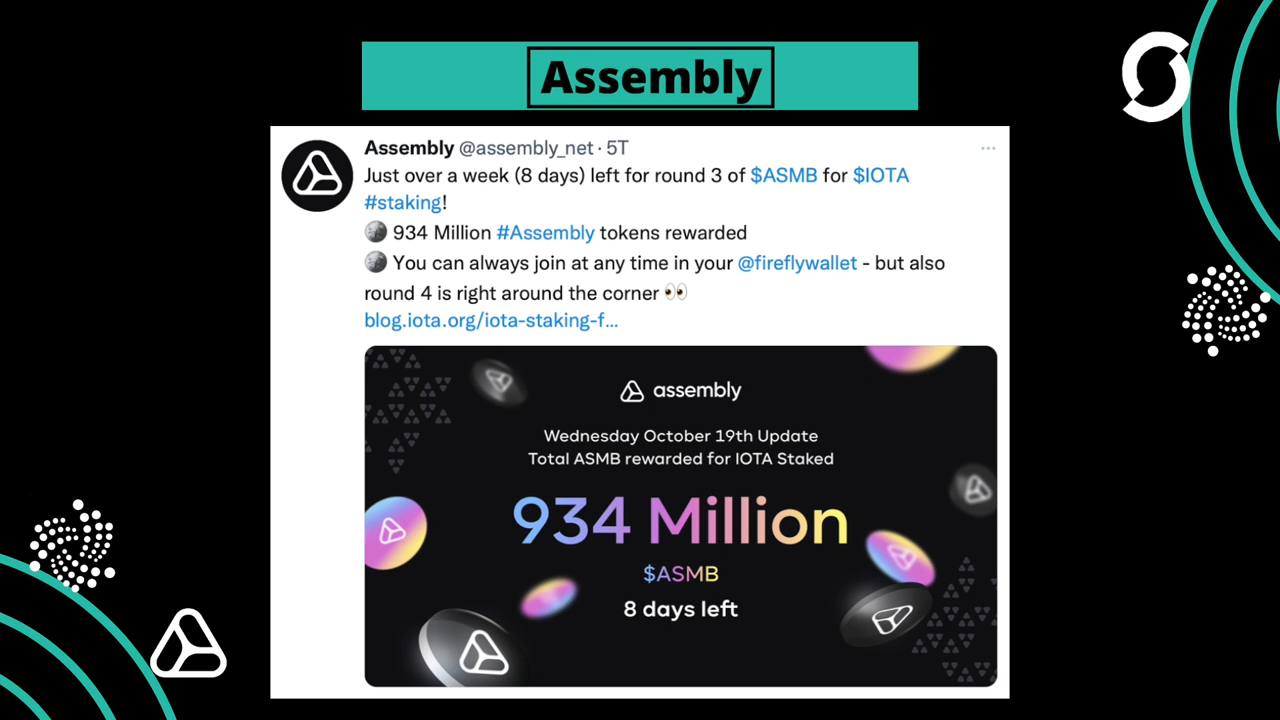 Assembly
Assembly @assembly_net · 5T
Just over a week (8 days) left for round 3 of $ASMB for $IOTA
#staking!
934 Million #Assembly tokens rewarded
You can always join at any time in your @fireflywallet - but also
round 4 is right around the corner 👀
blog.iota.org/iota-staking-f...
assembly
Wednesday October 19th Update
Total ASMB rewarded for IOTA Staked
934 Million
$ASMB
8 days left